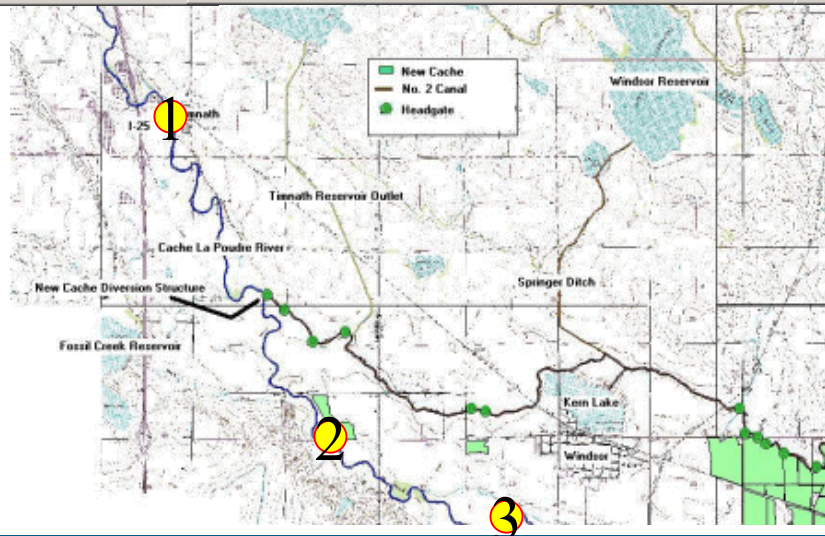 New Cache
No. 2 Canal
Headgate
Windsor Reservoir
1
mnath
I-25
Timnath Reservoir Outlet
Cache La Poudre River
New Cache Diversion Structure
Springer Ditch
Fossil Creek Reservoir
Kern Lake
2
Windsor
3